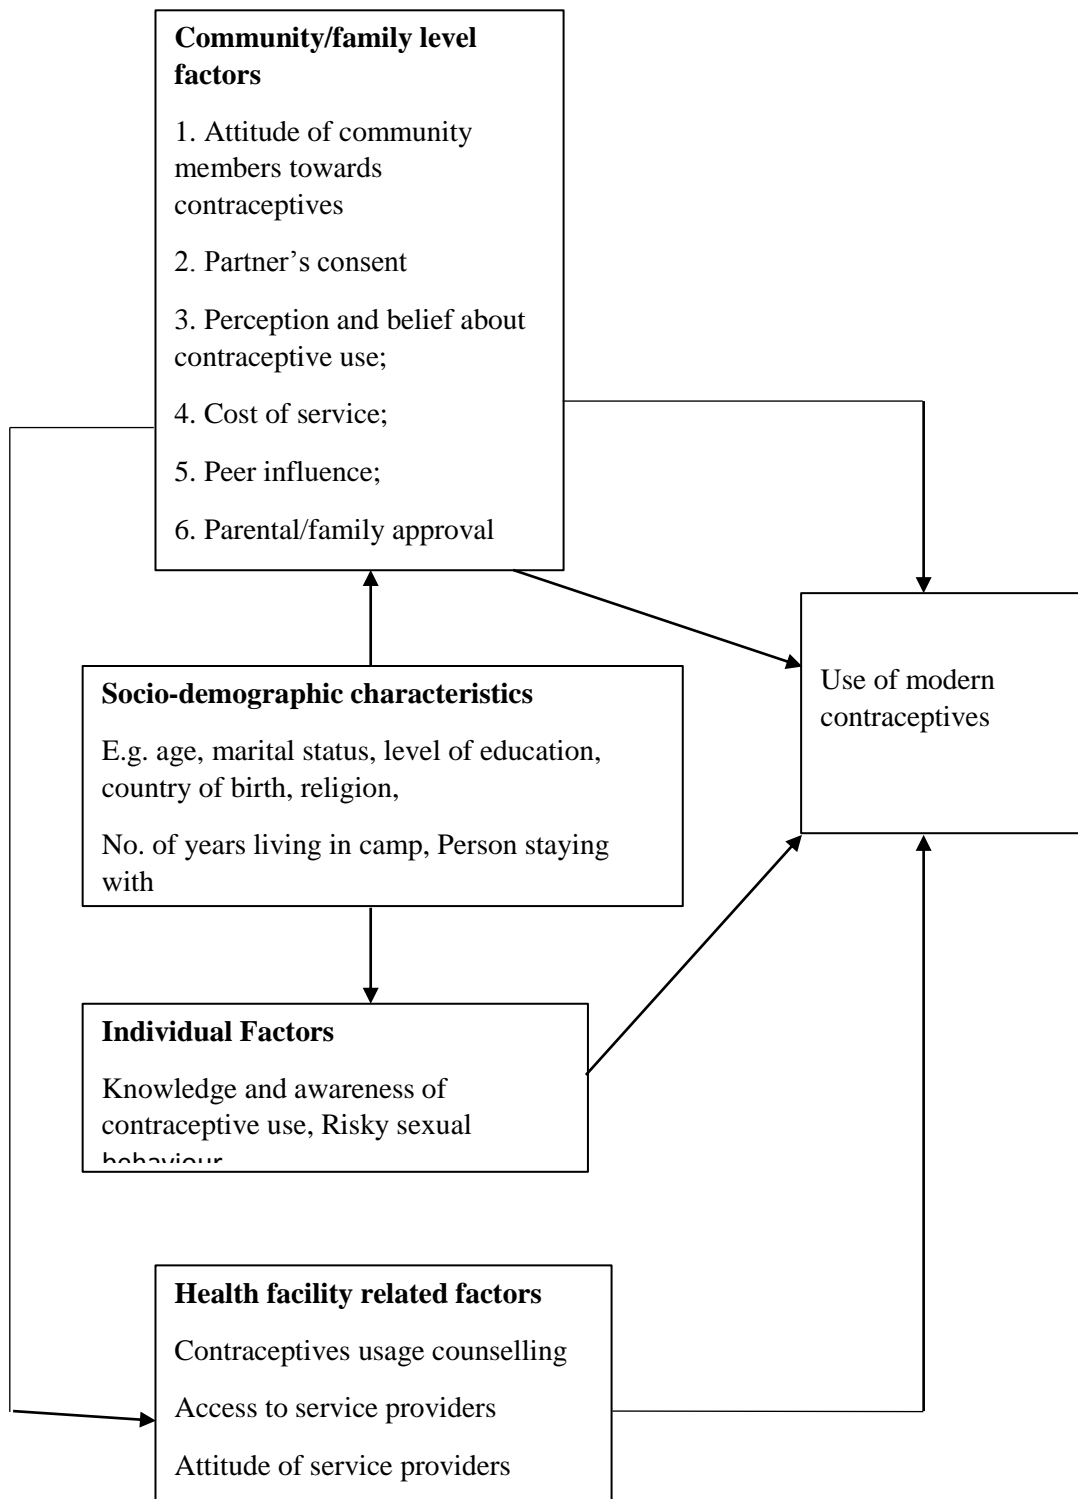 Community/family level
factors
1. Attitude of community
members towards
contraceptives
2. Partner’s consent
3. Perception and belief about
contraceptive use;
4. Cost of service;
5. Peer influence;
6. Parental/family approval
Use of modern
contraceptives
Socio-demographic characteristics
E.g. age, marital status, level of education,
country of birth, religion,
No. of years living in camp, Person staying
with
Individual Factors
Knowledge and awareness of
contraceptive use, Risky sexual
behaviour
Health facility related factors
Contraceptives usage counselling
Access to service providers
Attitude of service providers